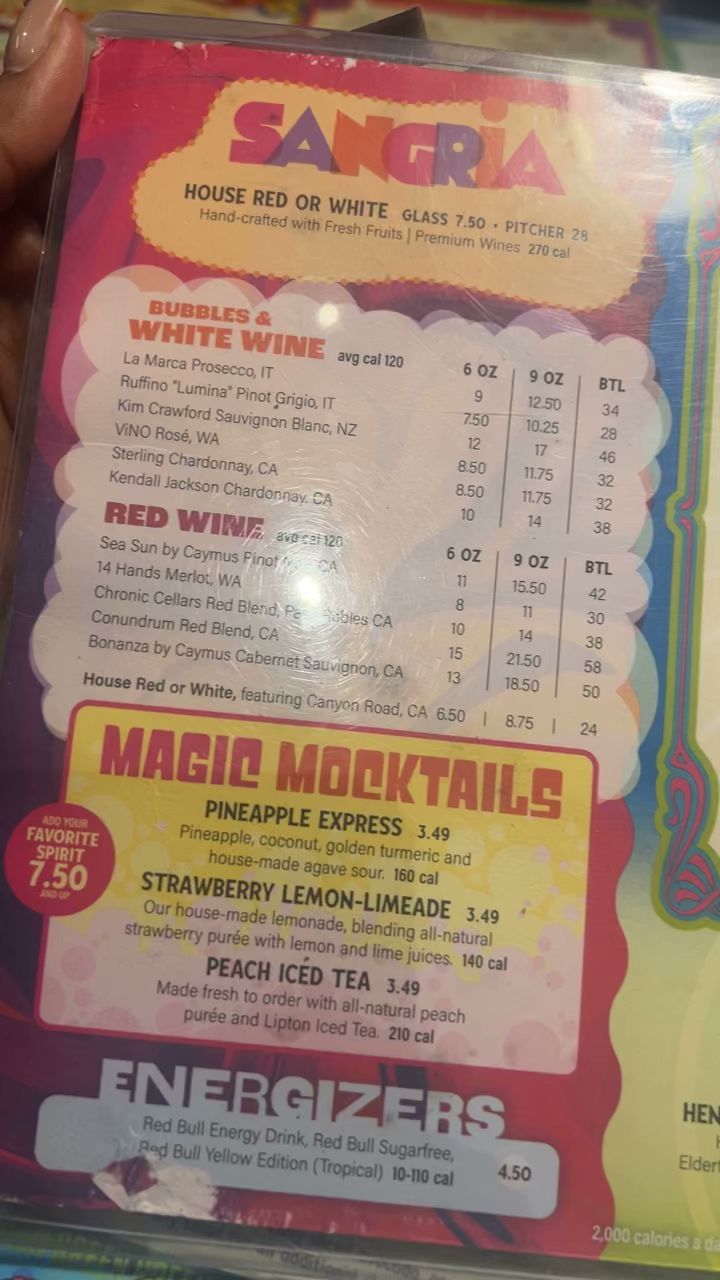 SANGRIA
HOUSE RED OR WHITE GLASS 7.50 • PITCHER 28
Hand-crafted with Fresh Fruits | Premium Wines 270 cal
BUBBLES &
WHITE WINE avg cal 120 6 OZ 9 OZ BTL
La Marca Prosecco, IT 9 12.50 34
Ruffino "Lumina" Pinot Grigio, IT 7.50 10.25 28
Kim Crawford Sauvignon Blanc, NZ 12 17 46
ViNO Rosé, WA 8.50 11.75 32
Sterling Chardonnay, CA 8.50 11.75 32
Kendall Jackson Chardonnay, CA 10 14 38
RED WINE avg cal 120 6 OZ 9 OZ BTL
Sea Sun by Caymus Pinot CA 11 15.50 42
14 Hands Merlot, WA 8 11 30
Chronic Cellars Red Blend, CA 10 14 38
Conundrum Red Blend, CA 15 21.50 58
Bonanza by Caymus Cabernet Sauvignon, CA 13 18.50 50
House Red or White, featuring Canyon Road, CA 6.50 | 8.75 | 24
MAGIC MOCKTAILS
PINEAPPLE EXPRESS 3.49
Pineapple, coconut, golden turmeric and
house-made agave sour. 160 cal
ADD YOUR
FAVORITE
SPIRIT
7.50
AND UP
STRAWBERRY LEMON-LIMEADE 3.49
Our house-made lemonade, blending all-natural
strawberry purée with lemon and lime juices. 140 cal
PEACH ICED TEA 3.49
Made fresh to order with all-natural peach
purée and Lipton Iced Tea. 210 cal
ENERGIZERS
Red Bull Energy Drink, Red Bull Sugarfree,
Red Bull Yellow Edition (Tropical) 10-110 cal 4.50
HEN
Elder
2,000 calories a da